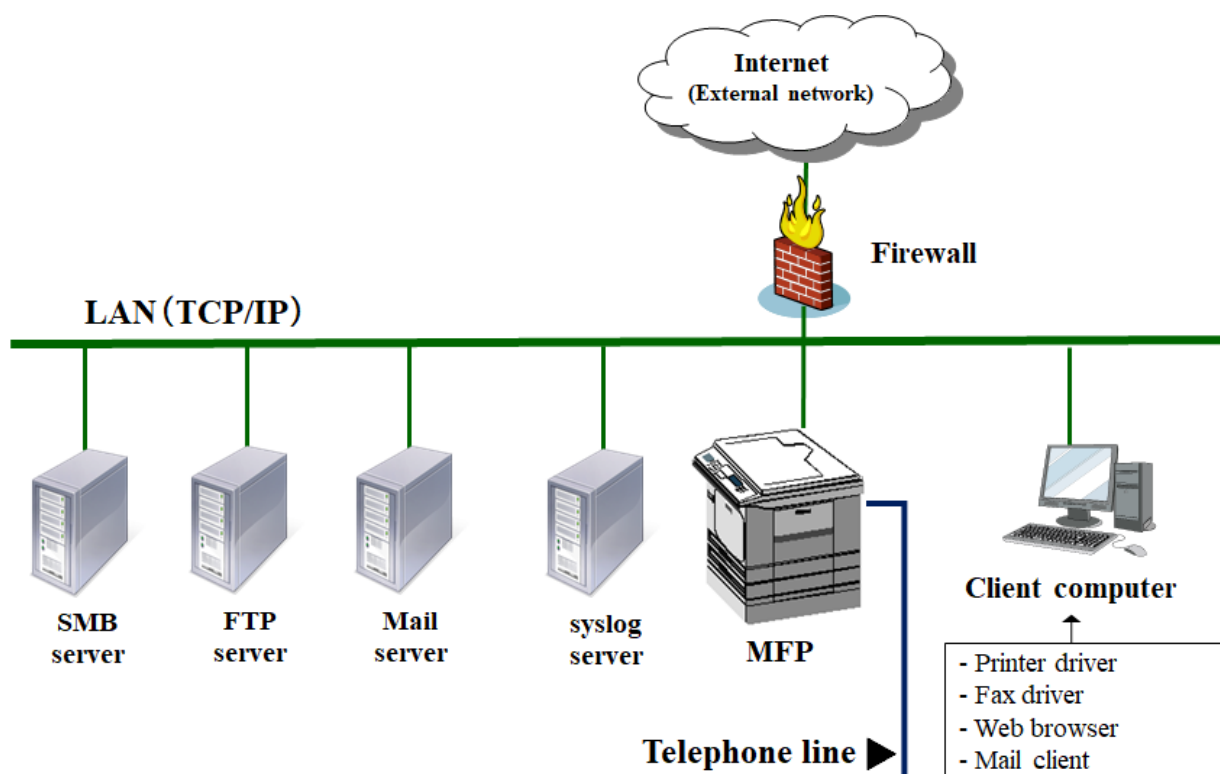 Internet
(External network)
Firewall
LAN（TCP/IP）
SMB
server
FTP
server
Mail
server
syslog
server
MFP
Client computer
- Printer driver
- Fax driver
- Web browser
- Mail client
Telephone line